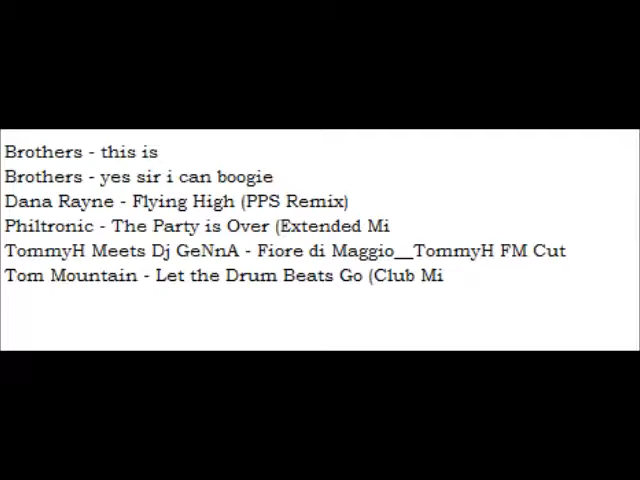 Brothers - this is
Brothers - yes sir i can boogie
Dana Rayne - Flying High (PPS Remix)
Philtronic - The Party is Over (Extended Mi
TommyH Meets Dj GeNnA - Fiore di Maggio__TommyH FM Cut
Tom Mountain - Let the Drum Beats Go (Club Mi